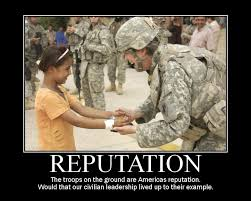 REPUTATION
The troops on the ground are Americas reputation.
Would that our civilian leadership lived up to their example.